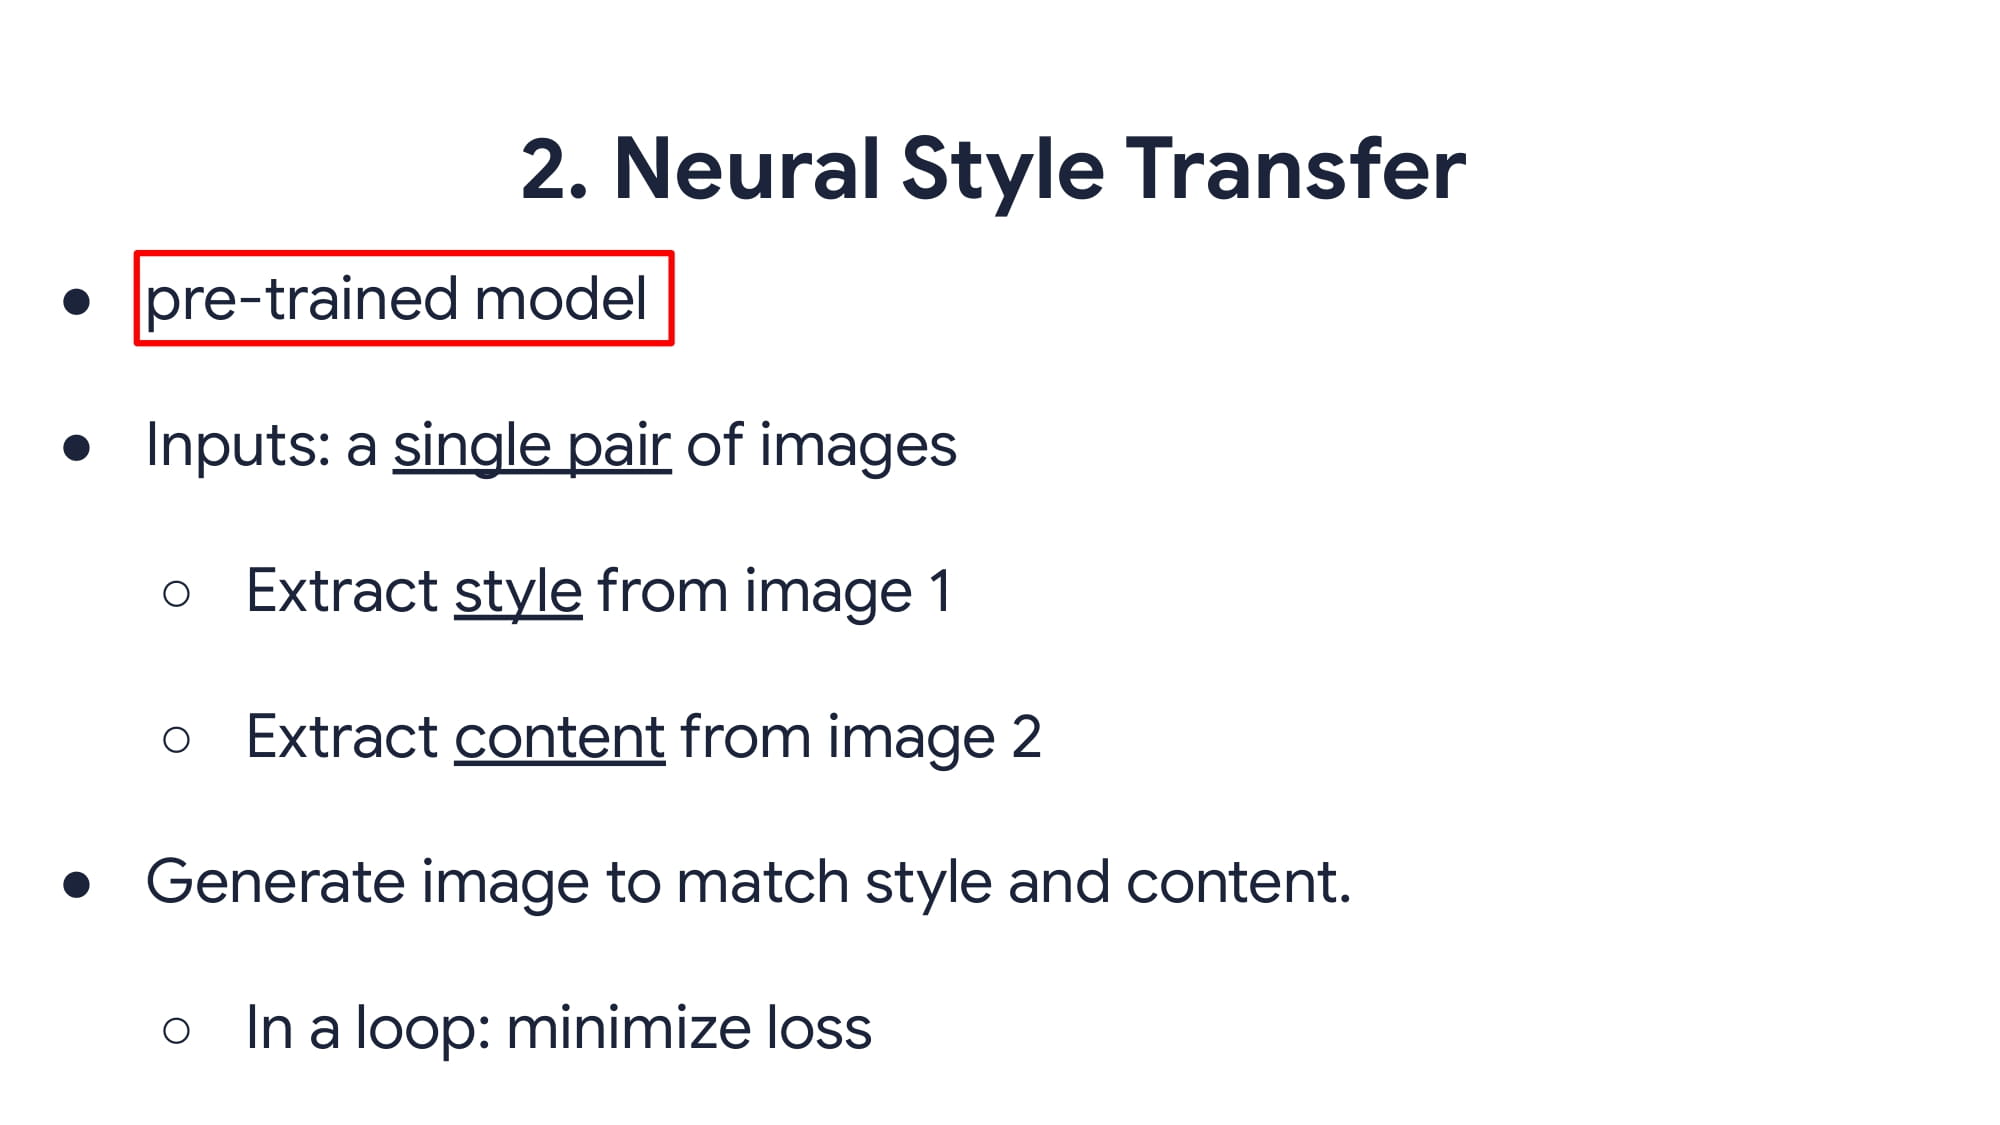 2. Neural Style Transfer
● pre-trained model
● Inputs: a single pair of images
○ Extract style from image 1
○ Extract content from image 2
● Generate image to match style and content.
○ In a loop: minimize loss